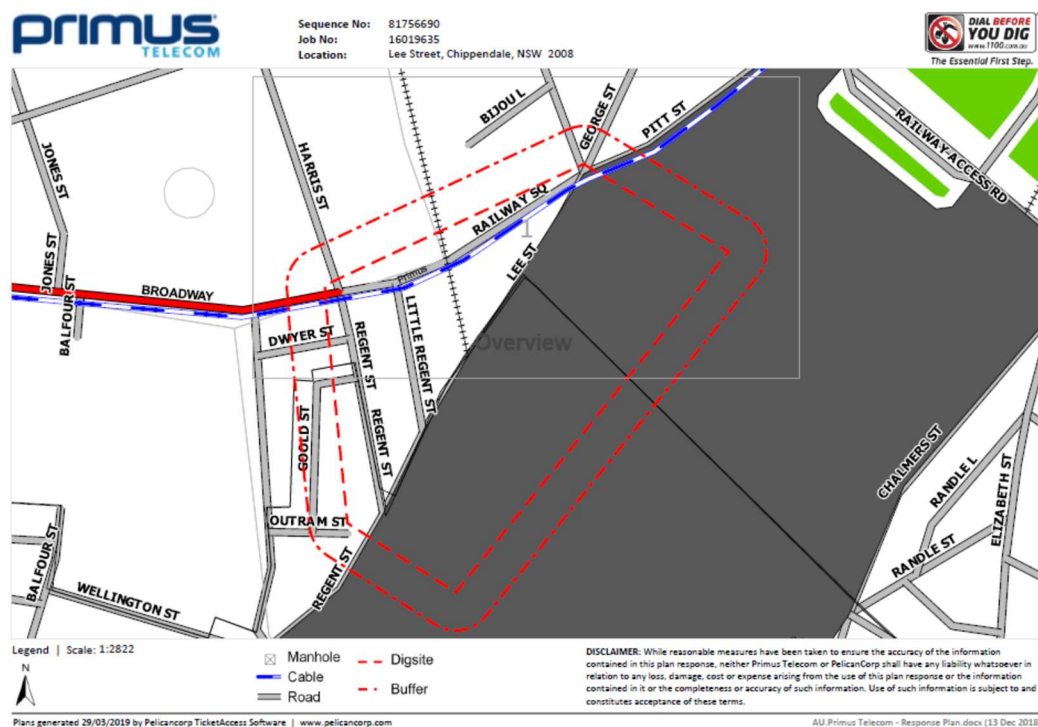 primus
TELECOM
Sequence No: 81756690
Job No: 16019635
Location: Lee Street, Chippendale, NSW 2008
DIAL BEFORE
YOU DIG
www.1100.com.au
The Essential First Step.
JONES ST
HARRIS ST
BIJOU L
GEORGE ST
PITT ST
RAILWAY ACCESS RD
RAILWAY SQ
1
LEE ST
JONES ST
BALFOUR ST
BROADWAY
Primus
DWYER ST
REGENT ST
LITTLE REGENT ST
Overview
GOOLD ST
REGENT ST
OUTRAM ST
REGENT ST
BALFOUR ST
WELLINGTON ST
CHALMERS ST
RANDLE L
ELIZABETH ST
RANDLE ST
Legend | Scale: 1:2822
N
Manhole
Cable
Road
Digsite
Buffer
DISCLAIMER: While reasonable measures have been taken to ensure the accuracy of the information
contained in this plan response, neither Primus Telecom or PelicanCorp shall have any liability whatsoever in
relation to any loss, damage, cost or expense arising from the use of this plan response or the information
contained in it or the completeness or accuracy of such information. Use of such information is subject to and
constitutes acceptance of these terms.
Plans generated 29/03/2019 by Pelicancorp TicketAccess Software | www.pelicancorp.com
AU.Primus Telecom - Response Plan.docx (13 Dec 2018